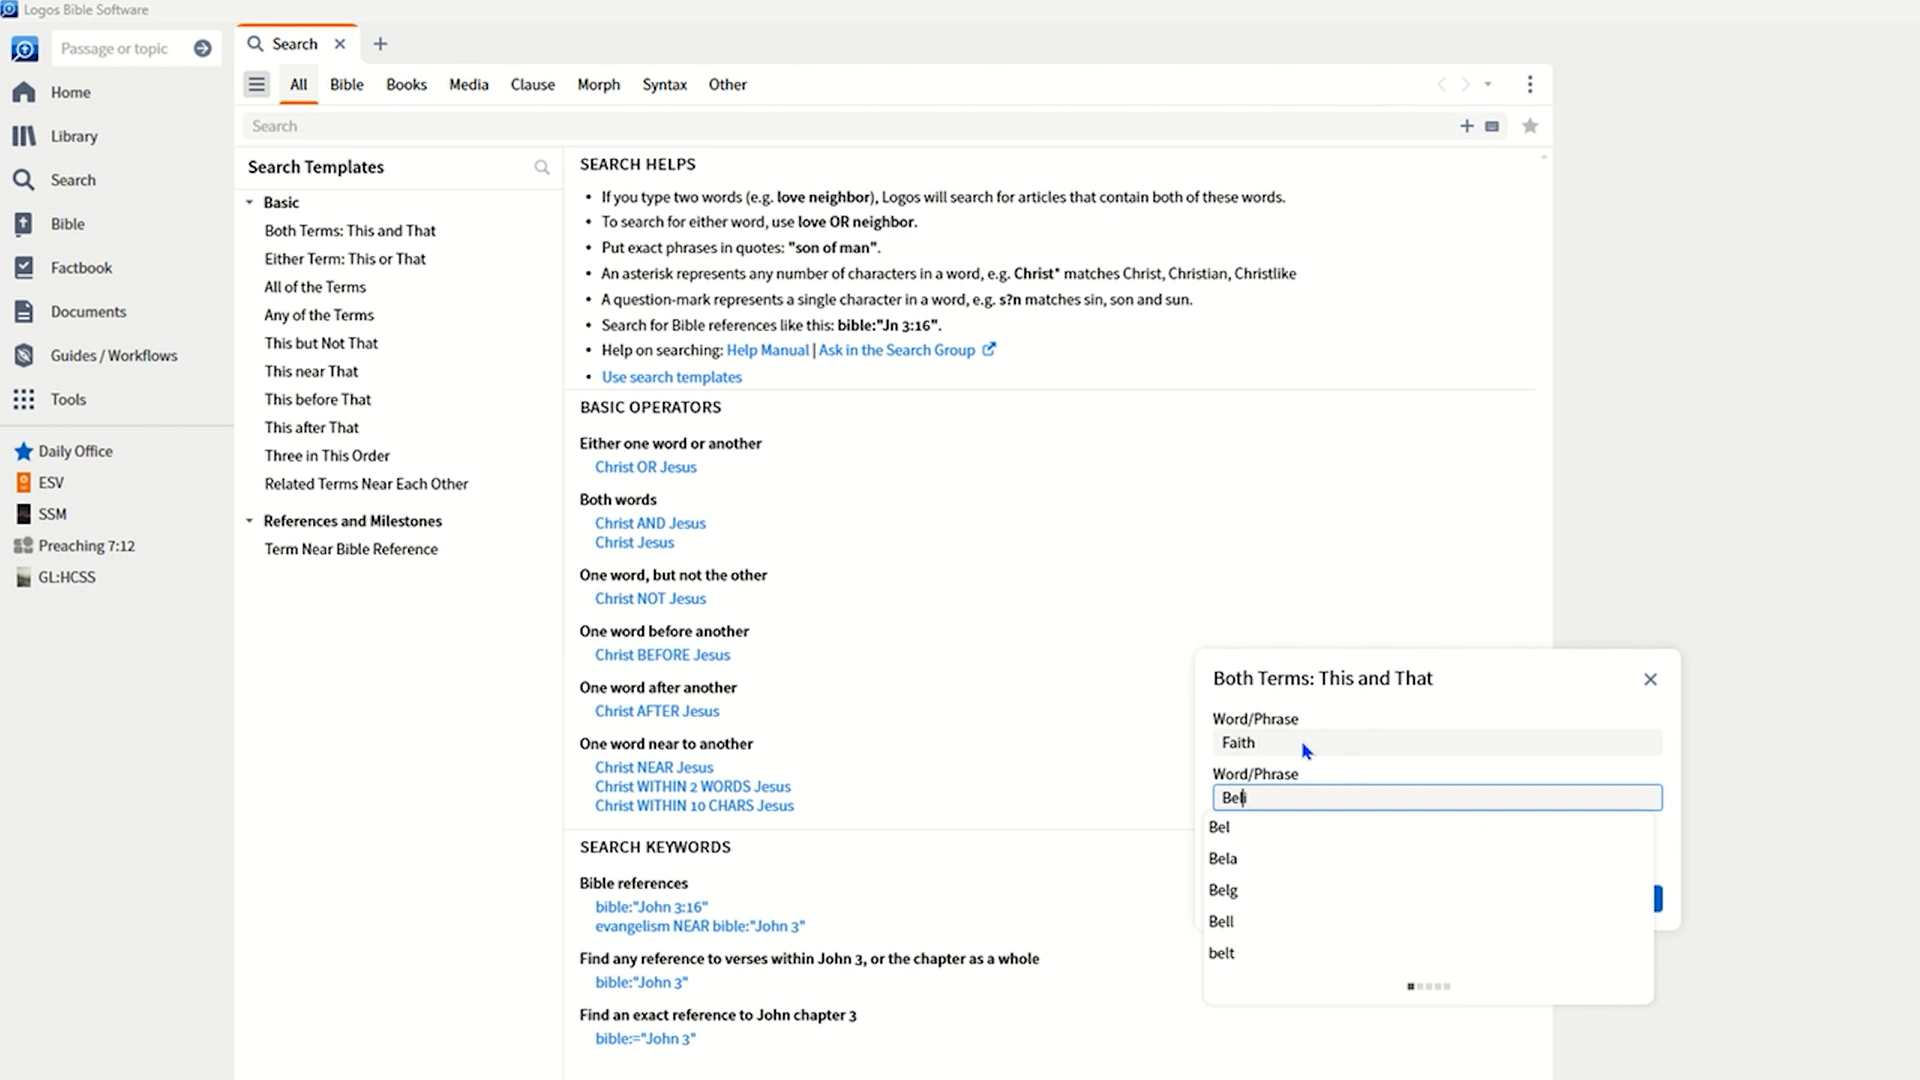 Logos Bible Software
Passage or topic
Home
Library
Search
Bible
Factbook
Documents
Guides / Workflows
Tools
Daily Office
ESV
SSM
Preaching 7:12
GL:HCSS
Search
All Bible Books Media Clause Morph Syntax Other
Search
Search Templates
Basic
Both Terms: This and That
Either Term: This or That
All of the Terms
Any of the Terms
This but Not That
This near That
This before That
This after That
Three in This Order
Related Terms Near Each Other
References and Milestones
Term Near Bible Reference
SEARCH HELPS
• If you type two words (e.g. love neighbor), Logos will search for articles that contain both of these words.
• To search for either word, use love OR neighbor.
• Put exact phrases in quotes: "son of man".
• An asterisk represents any number of characters in a word, e.g. Christ* matches Christ, Christian, Christlike
• A question-mark represents a single character in a word, e.g. s?n matches sin, son and sun.
• Search for Bible references like this: bible:"Jn 3:16".
• Help on searching: Help Manual | Ask in the Search Group
• Use search templates
BASIC OPERATORS
Either one word or another
Christ OR Jesus
Both words
Christ AND Jesus
Christ Jesus
One word, but not the other
Christ NOT Jesus
One word before another
Christ BEFORE Jesus
One word after another
Christ AFTER Jesus
One word near to another
Christ NEAR Jesus
Christ WITHIN 2 WORDS Jesus
Christ WITHIN 10 CHARS Jesus
SEARCH KEYWORDS
Bible references
bible:"John 3:16"
evangelism NEAR bible:"John 3"
Find any reference to verses within John 3, or the chapter as a whole
bible:"John 3"
Find an exact reference to John chapter 3
bible:="John 3"
Both Terms: This and That
Word/Phrase
Faith
Word/Phrase
Beli
Bel
Bela
Belg
Bell
belt